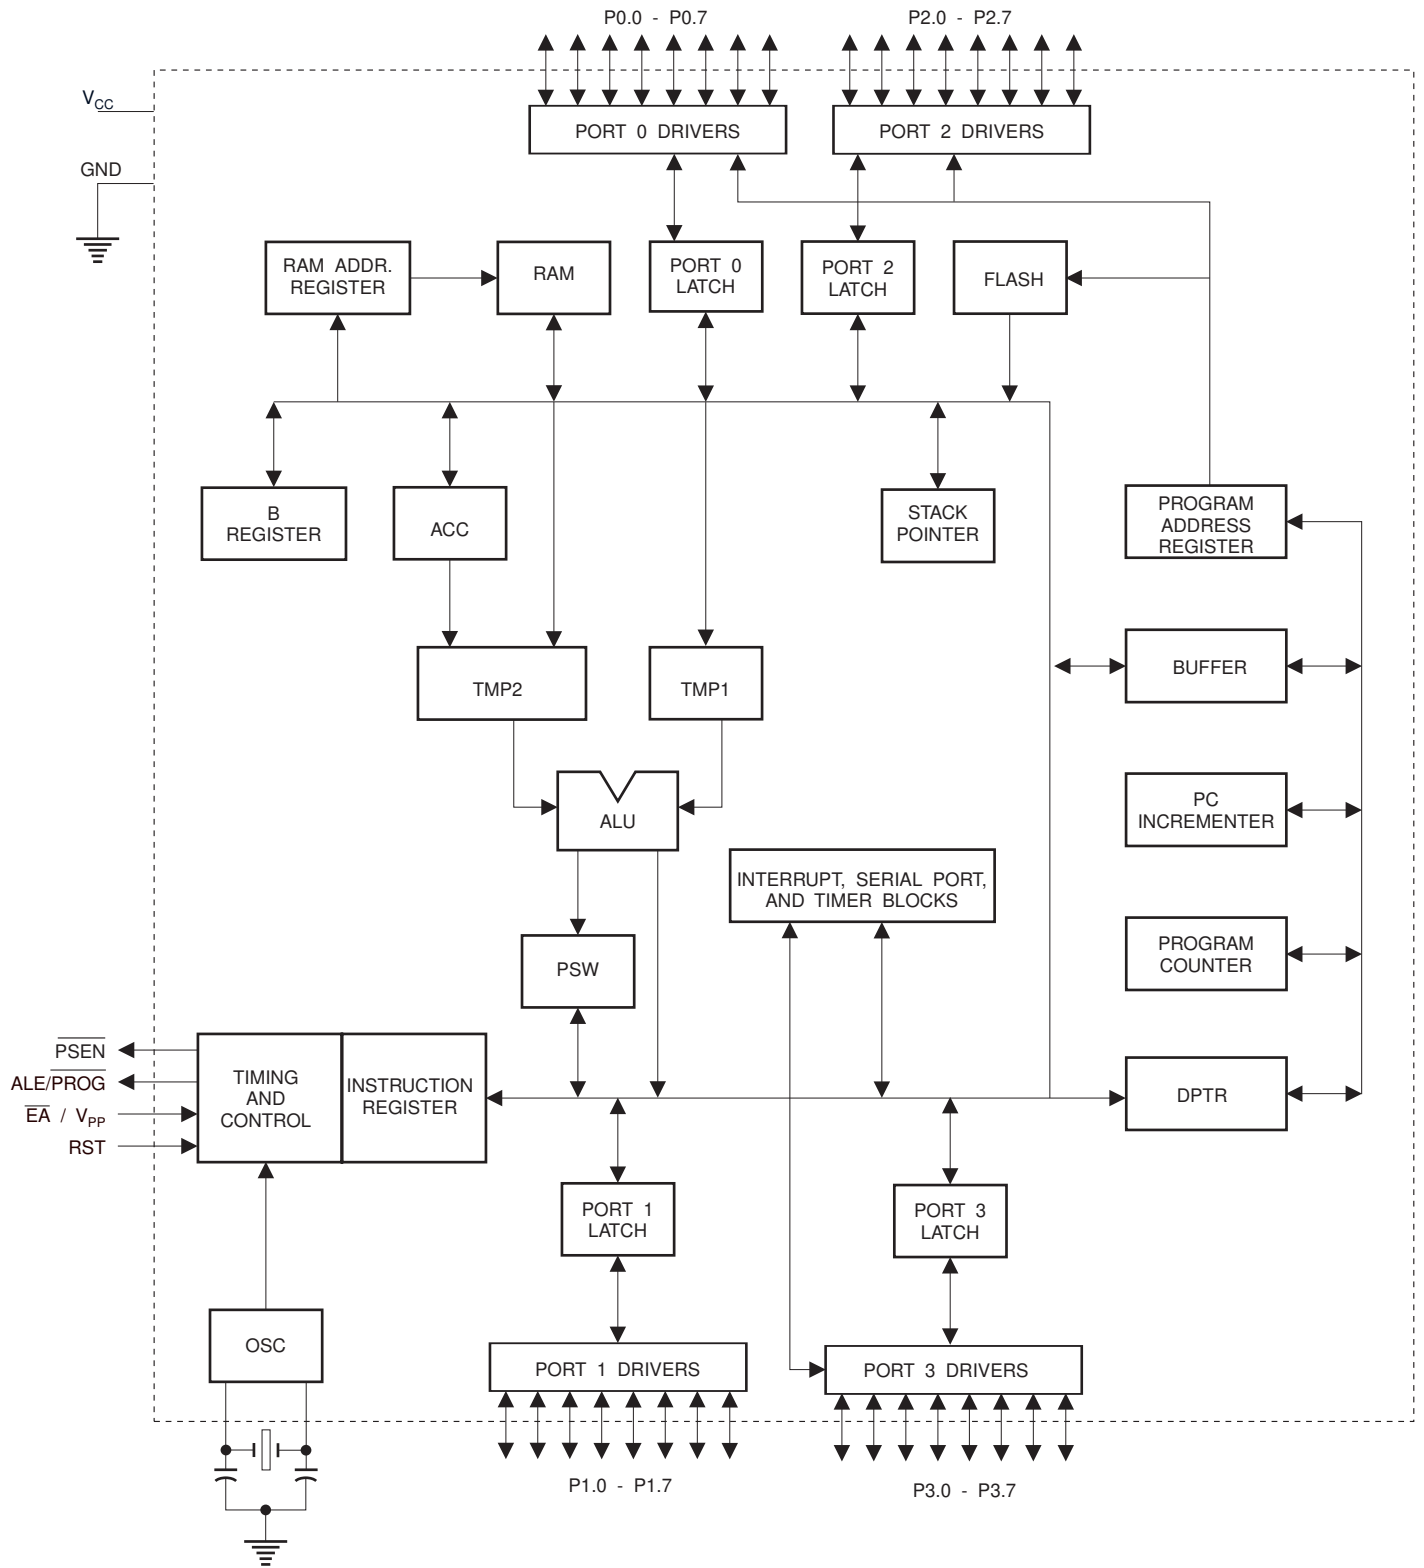 P0.0 - P0.7
P2.0 - P2.7
VCC
PORT 0 DRIVERS
PORT 2 DRIVERS
GND
RAM ADDR.
REGISTER
RAM
PORT 0
LATCH
PORT 2
LATCH
FLASH
B
REGISTER
ACC
STACK
POINTER
PROGRAM
ADDRESS
REGISTER
TMP2
TMP1
BUFFER
ALU
PC
INCREMENTER
INTERRUPT, SERIAL PORT,
AND TIMER BLOCKS
PSW
PROGRAM
COUNTER
PSEN
ALE/PROG
EA / VPP
RST
TIMING
AND
CONTROL
INSTRUCTION
REGISTER
DPTR
PORT 1
LATCH
PORT 3
LATCH
OSC
PORT 1 DRIVERS
PORT 3 DRIVERS
P1.0 - P1.7
P3.0 - P3.7